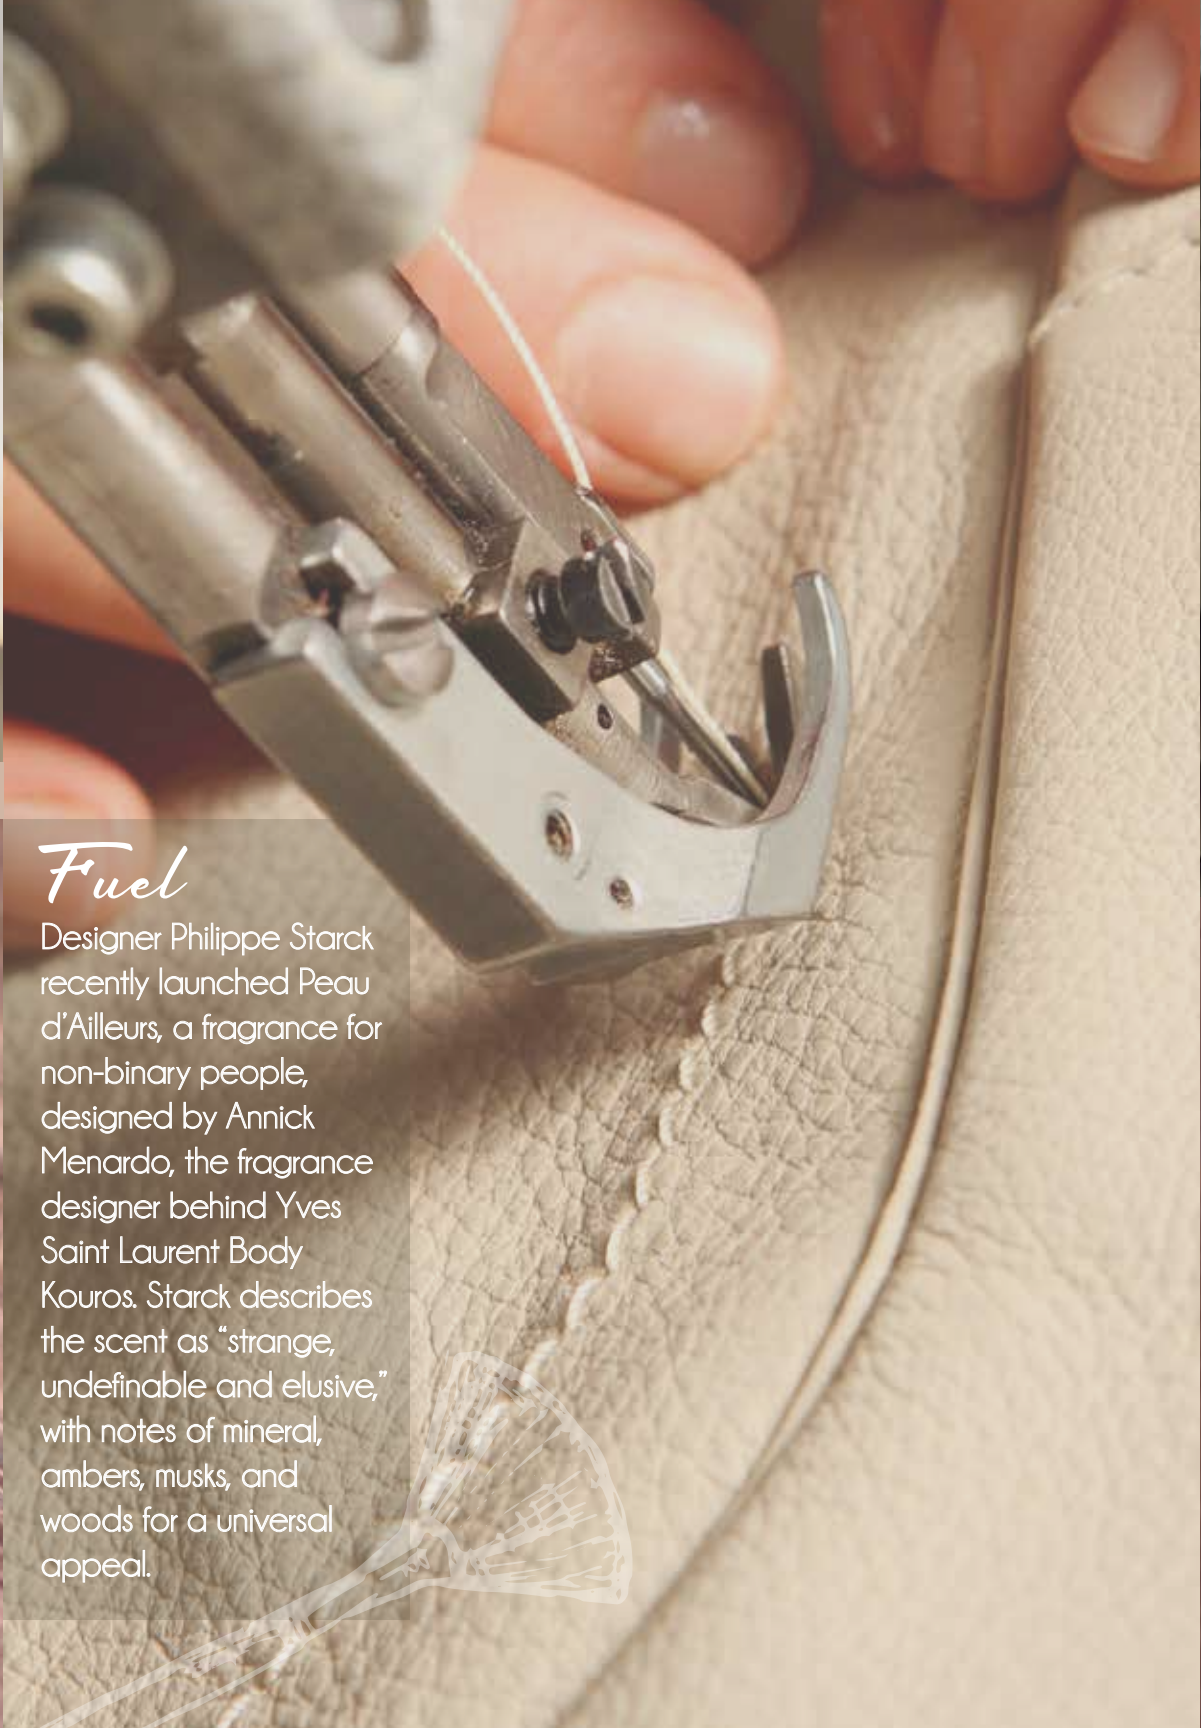 Fuel
Designer Philippe Starck
recently launched Peau
d’Ailleurs, a fragrance for
non-binary people,
designed by Annick
Menardo, the fragrance
designer behind Yves
Saint Laurent Body
Kouros. Starck describes
the scent as “strange,
undefinable and elusive,”
with notes of mineral,
ambers, musks, and
woods for a universal
appeal.